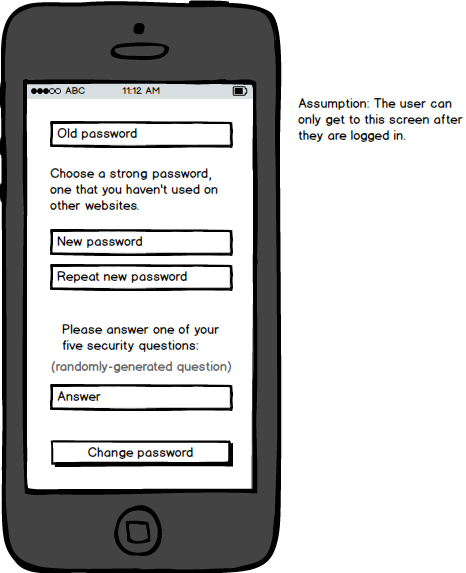 ABC 11:12 AM
Old password
Choose a strong password,
one that you haven't used on
other websites.
New password
Repeat new password
Please answer one of your
five security questions:
(randomly-generated question)
Answer
Change password
Assumption: The user can
only get to this screen after
they are logged in.